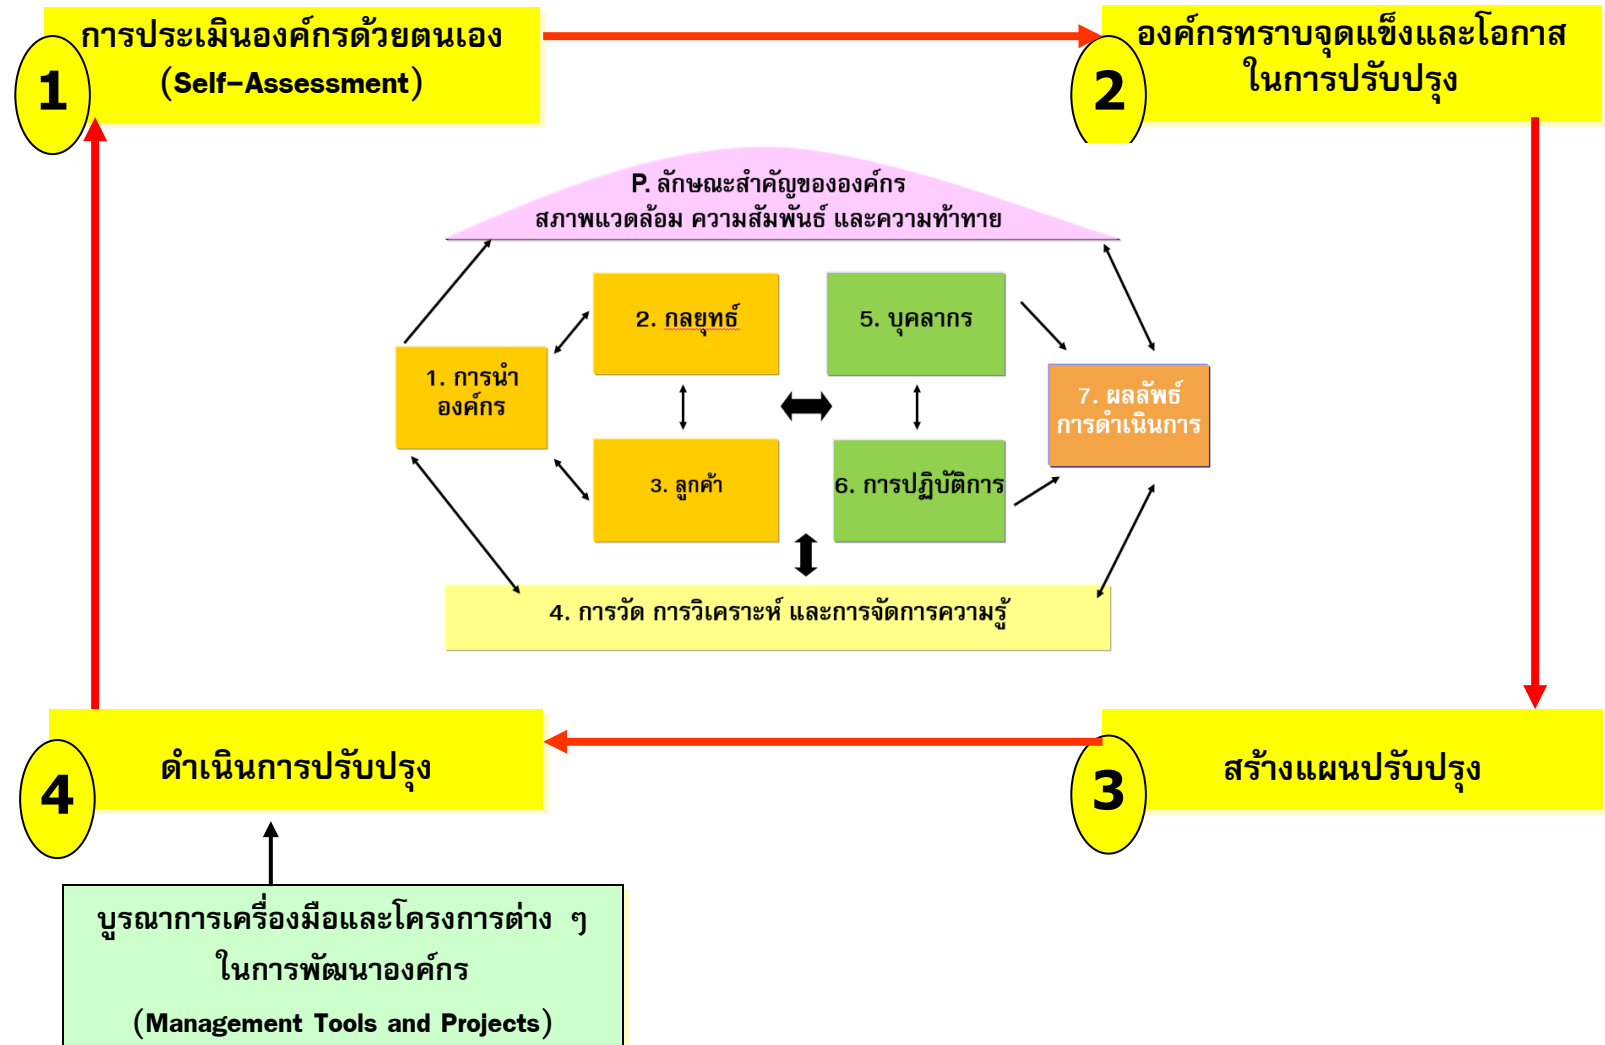 การประเมินองค์กรด้วยตนเอง
(Self-Assessment)
1
องค์กรทราบจุดแข็งและโอกาส
ในการปรับปรุง
2
P. ลักษณะสำคัญขององค์กร
สภาพแวดล้อม ความสัมพันธ์ และความท้าทาย
2. กลยุทธ์
5. บุคลากร
1. การนำ
องค์กร
7. ผลลัพธ์
การดำเนินการ
3. ลูกค้า
6. การปฏิบัติการ
4. การวัด การวิเคราะห์ และการจัดการความรู้
ดำเนินการปรับปรุง
4
สร้างแผนปรับปรุง
3
บูรณาการเครื่องมือและโครงการต่าง ๆ
ในการพัฒนาองค์กร
(Management Tools and Projects)